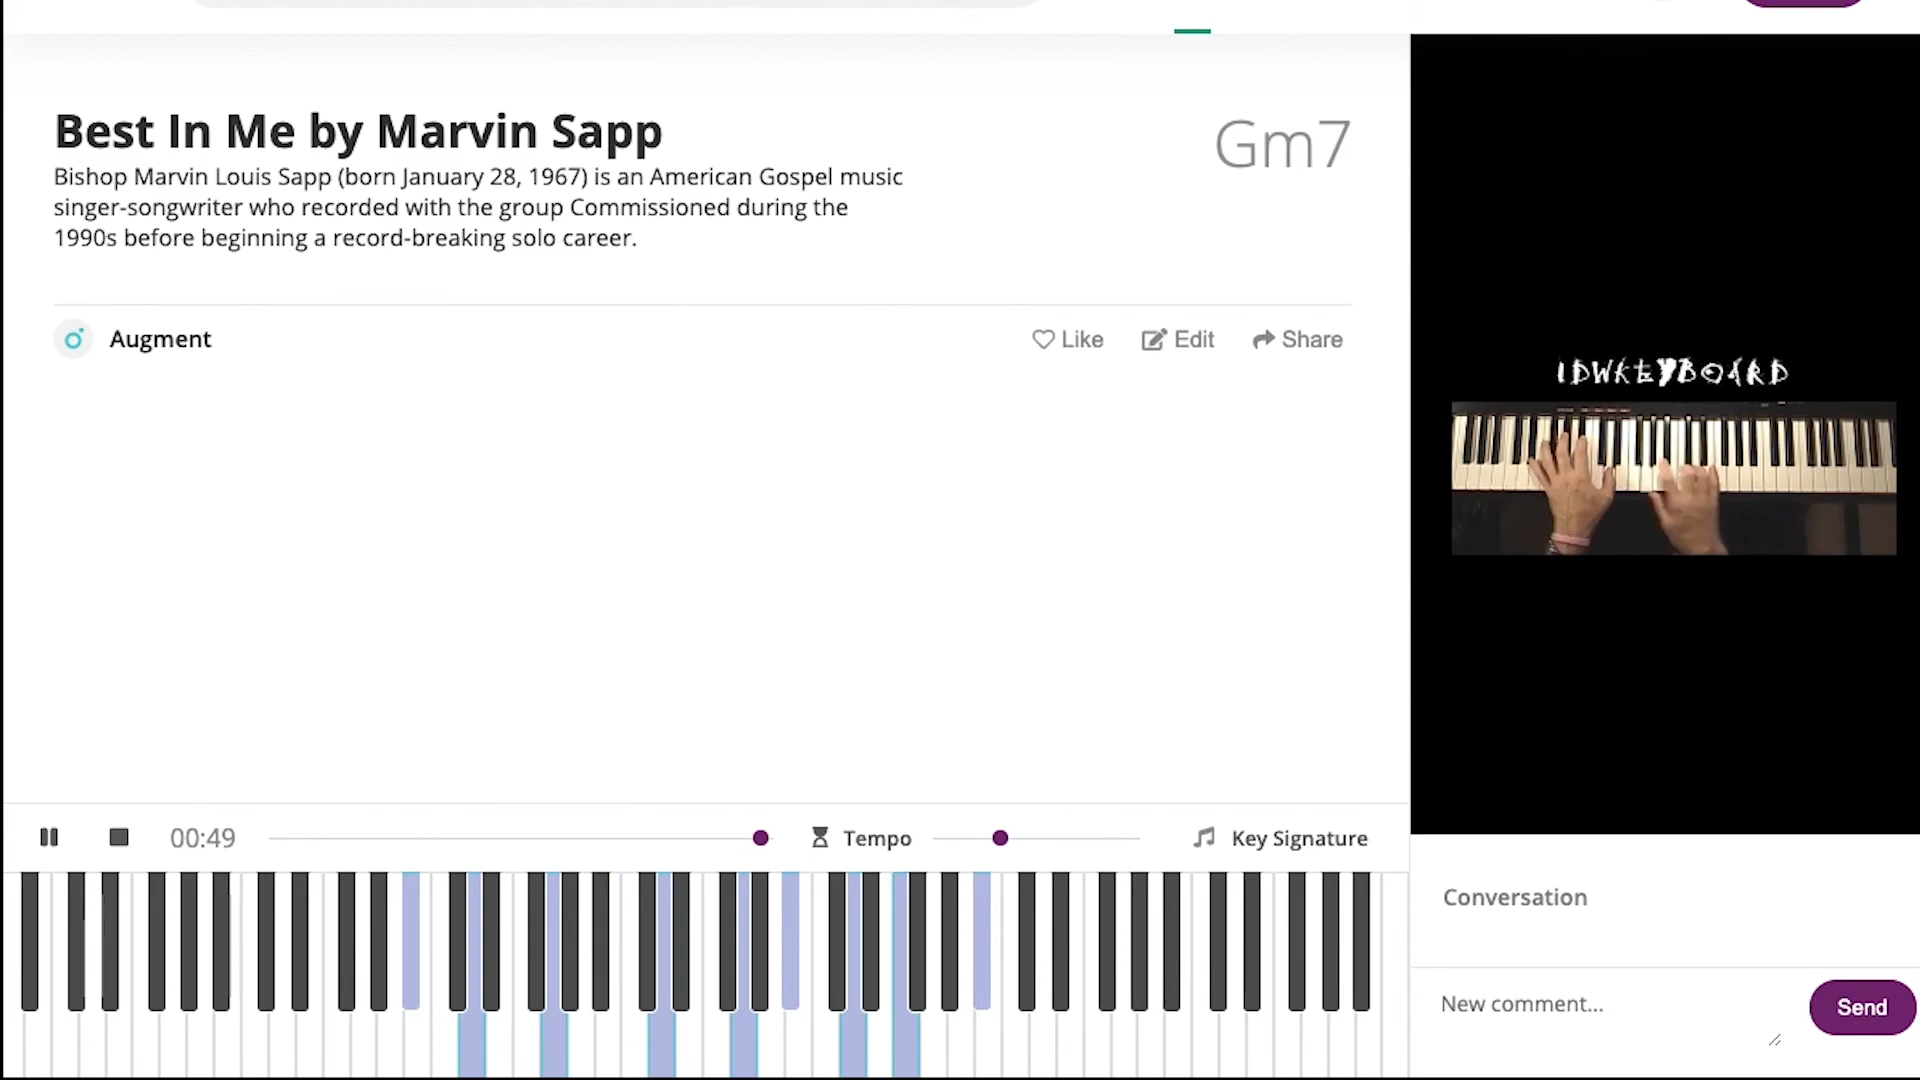 Best In Me by Marvin Sapp
Gm7
Bishop Marvin Louis Sapp (born January 28, 1967) is an American Gospel music
singer-songwriter who recorded with the group Commissioned during the
1990s before beginning a record-breaking solo career.
Augment
Like
Edit
Share
1DWKEYBOARD
00:49
Tempo
Key Signature
Conversation
New comment...
Send